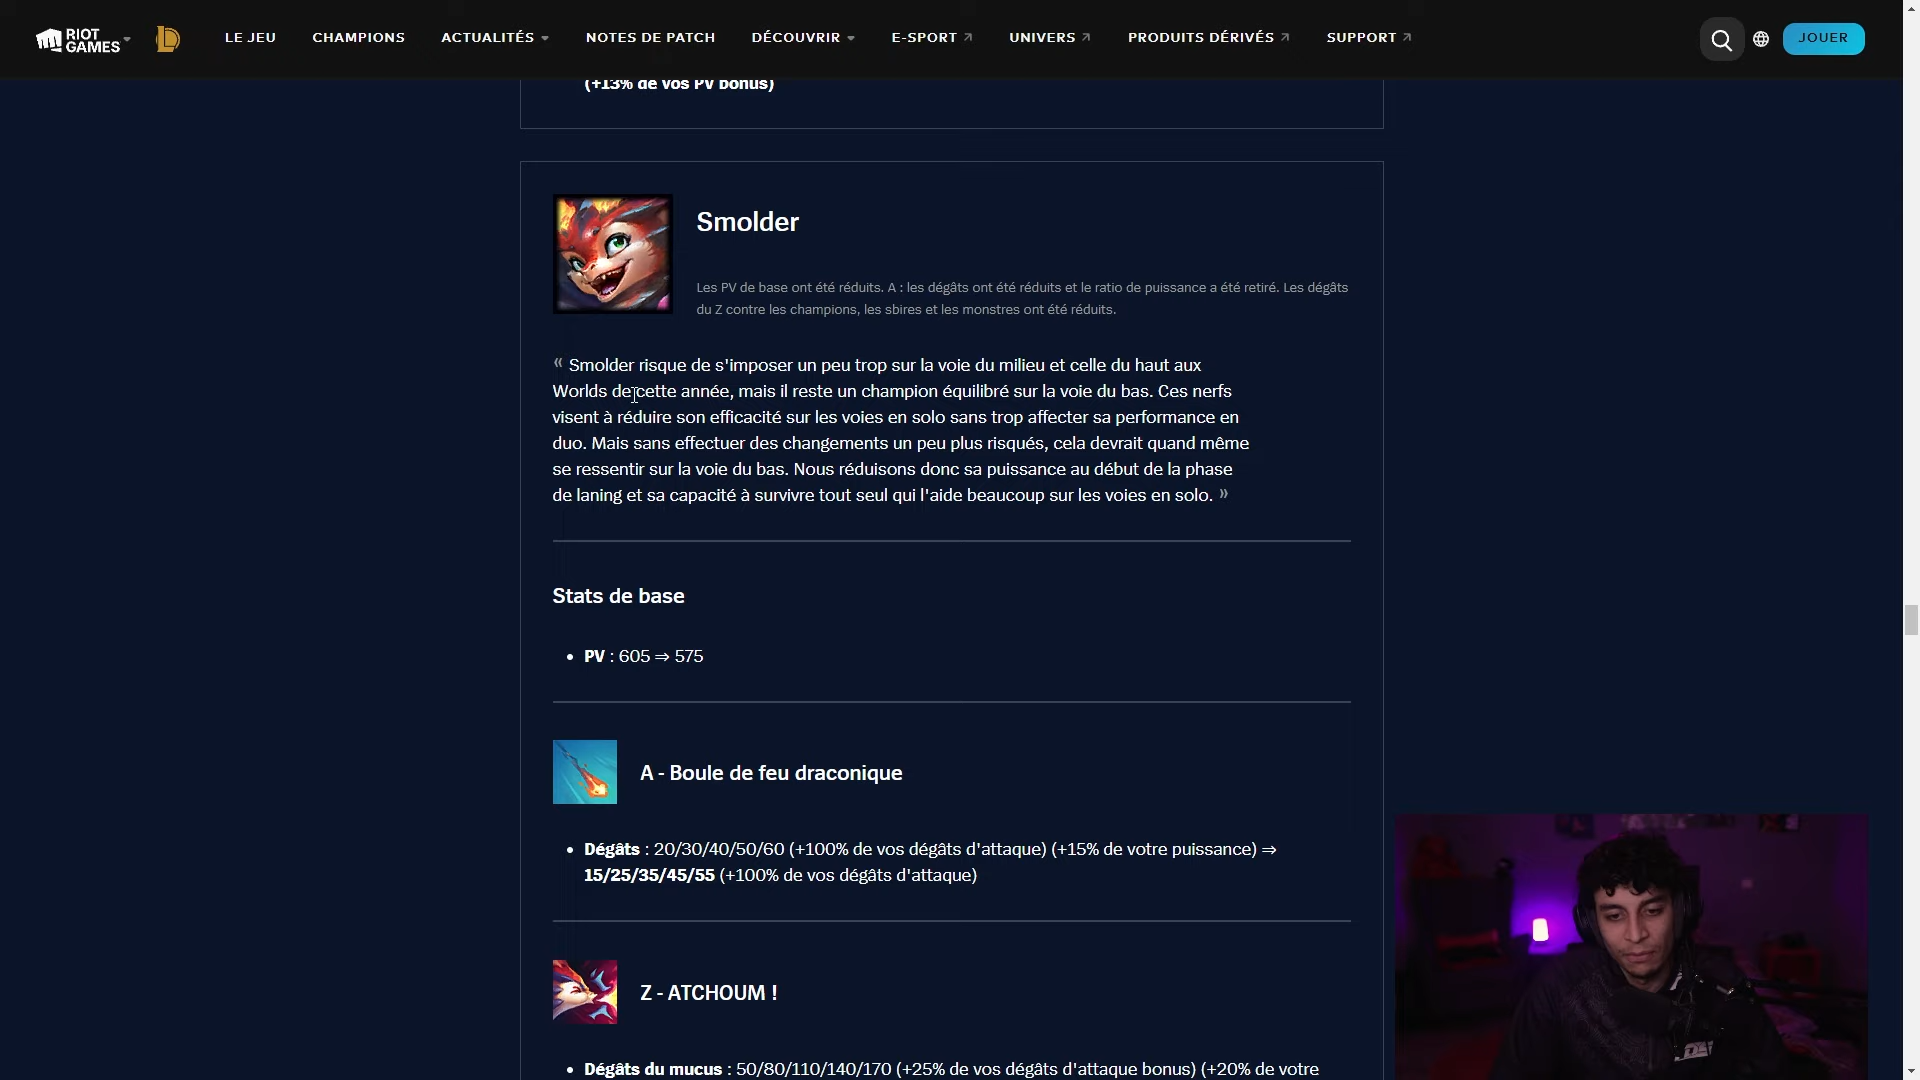 RIOT GAMES LE JEU CHAMPIONS ACTUALITÉS NOTES DE PATCH DÉCOUVRIR E-SPORT UNIVERS PRODUITS DÉRIVÉS SUPPORT JOUER
(+13% de vos PV bonus)
Smolder
Les PV de base ont été réduits. A : les dégâts ont été réduits et le ratio de puissance a été retiré. Les dégâts
du Z contre les champions, les sbires et les monstres ont été réduits.
« Smolder risque de s'imposer un peu trop sur la voie du milieu et celle du haut aux
Worlds de cette année, mais il reste un champion équilibré sur la voie du bas. Ces nerfs
visent à réduire son efficacité sur les voies en solo sans trop affecter sa performance en
duo. Mais sans effectuer des changements un peu plus risqués, cela devrait quand même
se ressentir sur la voie du bas. Nous réduisons donc sa puissance au début de la phase
de laning et sa capacité à survivre tout seul qui l'aide beaucoup sur les voies en solo. »
Stats de base
• PV : 605 ⇒ 575
A - Boule de feu draconique
• Dégâts : 20/30/40/50/60 (+100% de vos dégâts d'attaque) (+15% de votre puissance) ⇒
15/25/35/45/55 (+100% de vos dégâts d'attaque)
Z - ATCHOUM !
• Dégâts du mucus : 50/80/110/140/170 (+25% de vos dégâts d'attaque bonus) (+20% de votre